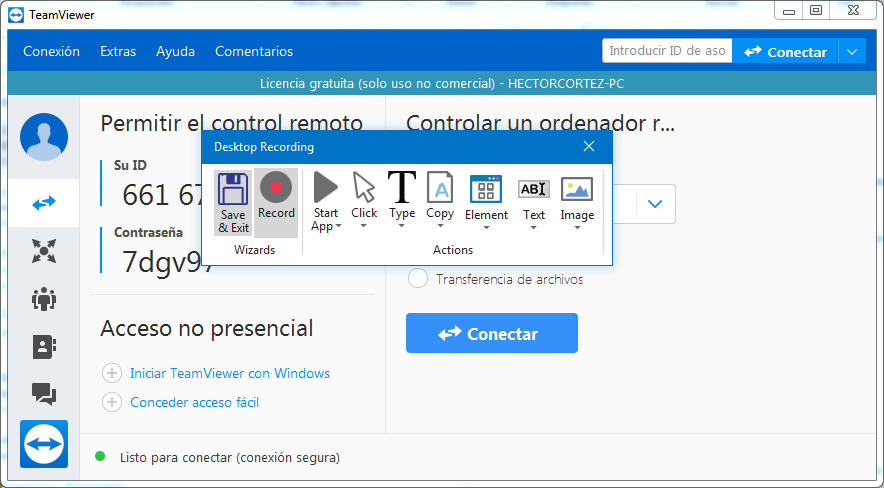 TeamViewer
Conexión Extras Ayuda Comentarios
Introducir ID de aso
Conectar
Licencia gratuita (solo uso no comercial) - HECTORCORTEZ-PC
Permitir el control remoto
Controlar un ordenador r...
Desktop Recording
Su ID
661 67
Save & Exit
Record
Start App
Click
Type
Copy
Element
ABI
Text
Image
Wizards
Actions
Contraseña
7dgv97
Transferencia de archivos
Conectar
Acceso no presencial
Iniciar TeamViewer con Windows
Conceder acceso fácil
Listo para conectar (conexión segura)